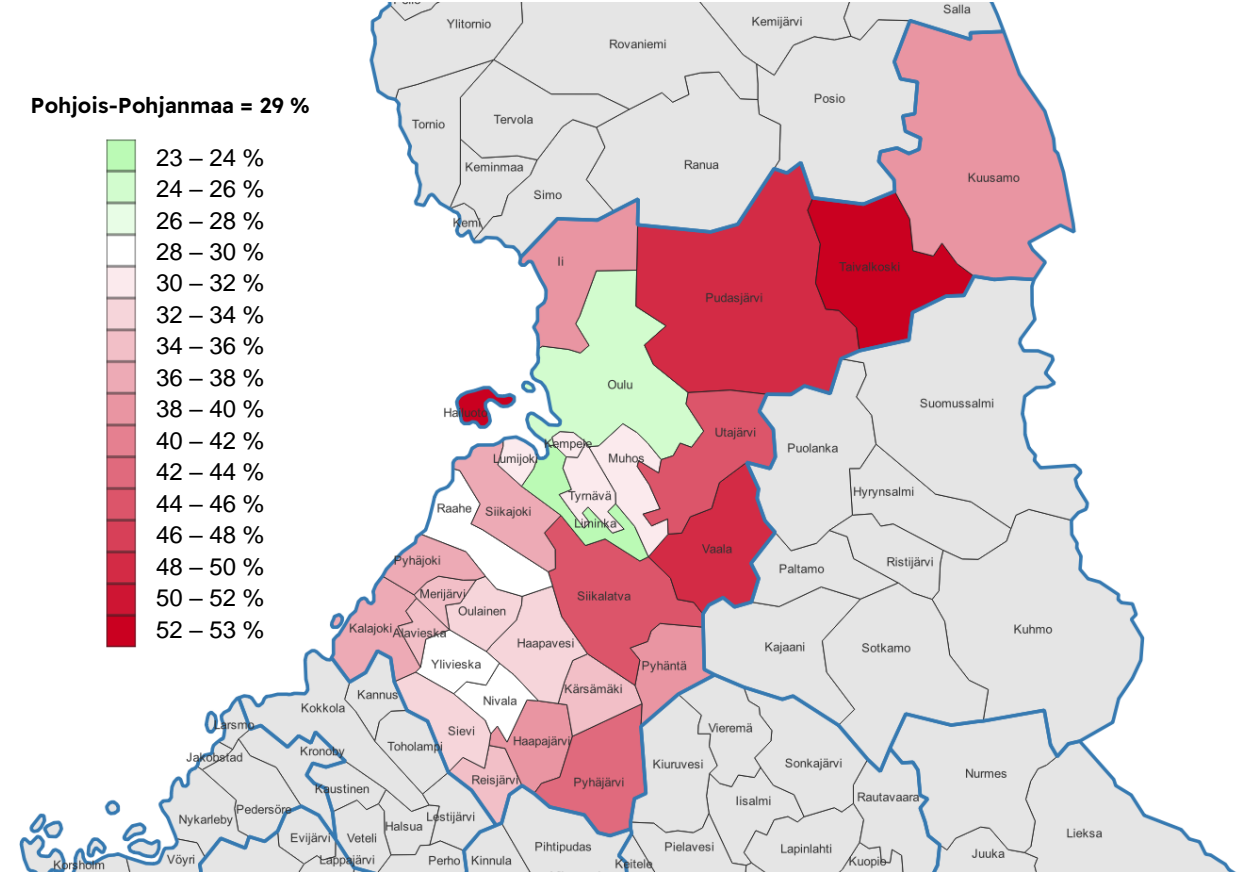 Pello
Salla
Ylitornio
Kemijärvi
Rovaniemi
Pohjois-Pohjanmaa = 29 %
Posio
Tornio
Tervola
23 – 24 %
Keminmaa
Ranua
Kuusamo
24 – 26 %
Simo
26 – 28 %
Kemi
28 – 30 %
Ii
Taivalkoski
30 – 32 %
Pudasjärvi
32 – 34 %
34 – 36 %
36 – 38 %
Oulu
38 – 40 %
Hailuoto
Suomussalmi
40 – 42 %
Kempele
Utajärvi
Puolanka
42 – 44 %
Lumijoki
Muhos
44 – 46 %
Tyrnävä
Hyrynsalmi
Raahe
Siikajoki
Liminka
46 – 48 %
Vaala
48 – 50 %
Pyhäjoki
Paltamo
Ristijärvi
50 – 52 %
Merijärvi
Siikalatva
Oulainen
52 – 53 %
Kalajoki
Alavieska
Haapavesi
Kajaani
Sotkamo
Kuhmo
Ylivieska
Pyhäntä
Kannus
Kärsämäki
Nivala
Kokkola
Larsmo
Sievi
Haapajärvi
Vieremä
Toholampi
Kronoby
Jakobstad
Kiuruvesi
Sonkajärvi
Nurmes
Reisjärvi
Pyhäjärvi
Kaustinen
Iisalmi
Rautavaara
Pedersöre
Nykarleby
Lestijärvi
Halsua
Evijärvi
Veteli
Lieksa
Pihtipudas
Pielavesi
Lapinlahti
Juuka
Korsholm
Vöyri
Lappajärvi
Perho
Kinnula
Keitele
Kuopio